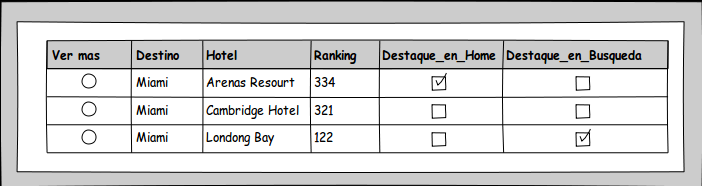 Ver mas Destino Hotel Ranking Destaque_en_Home Destaque_en_Busqueda
Miami Arenas Resourt 334
Miami Cambridge Hotel 321
Miami Londong Bay 122